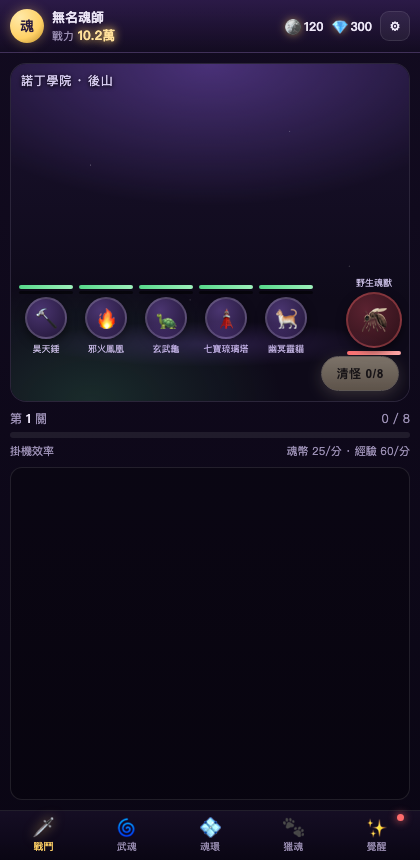 魂
無名魂師
戰力 10.2萬
120
300
諾丁學院 · 後山
野生魂獸
昊天錘
邪火鳳凰
玄武龜
七寶琉璃塔
幽冥靈貓
清怪 0/8
第 1 關
0 / 8
掛機效率
魂幣 25/分 · 經驗 60/分
戰鬥
武魂
魂環
獵魂
覺醒